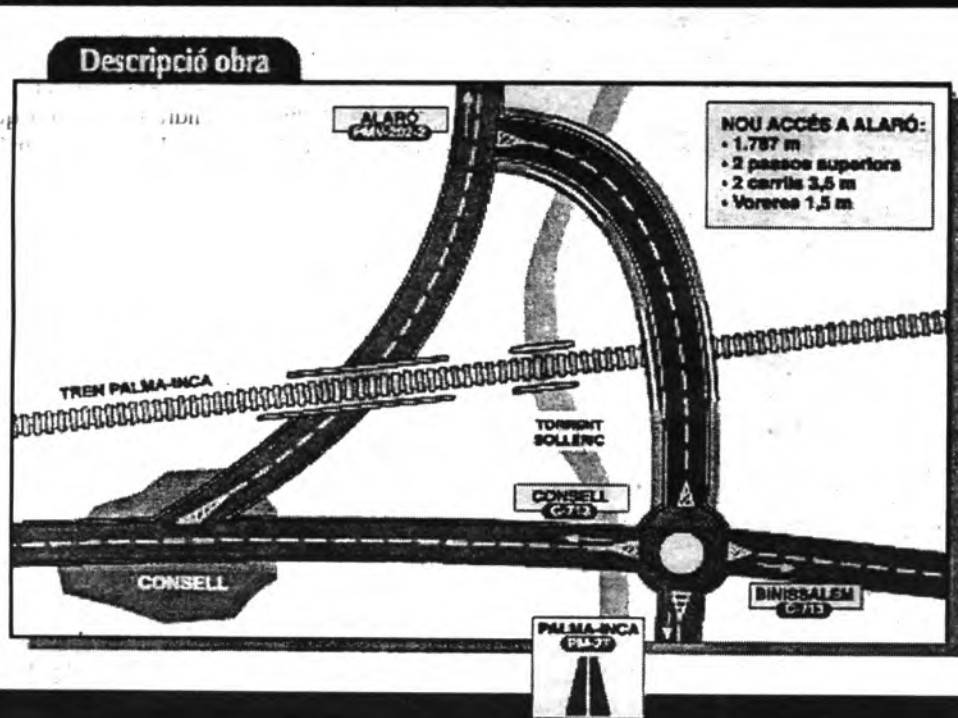 Descripció obra
ALARÓ
PMV-202-2
NOU ACCÉS A ALARÓ:
• 1.787 m
• 2 passos superiors
• 2 carrils 3,5 m
• Voreres 1,5 m
TREN PALMA-INCA
TORRENT
SOLLERIC
CONSELL
C-713
CONSELL
BINISSALEM
C-713
PALMA-INCA
PM-27